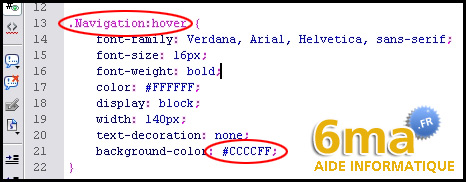 12
13 .Navigation:hover {
14 font-family: Verdana, Arial, Helvetica, sans-serif;
15 font-size: 16px;
16 font-weight: bold;
17 color: #FFFFFF;
18 display: block;
19 width: 140px;
20 text-decoration: none;
21 background-color: #CCCCFF;
22 }
6ma FR
AIDE INFORMATIQUE